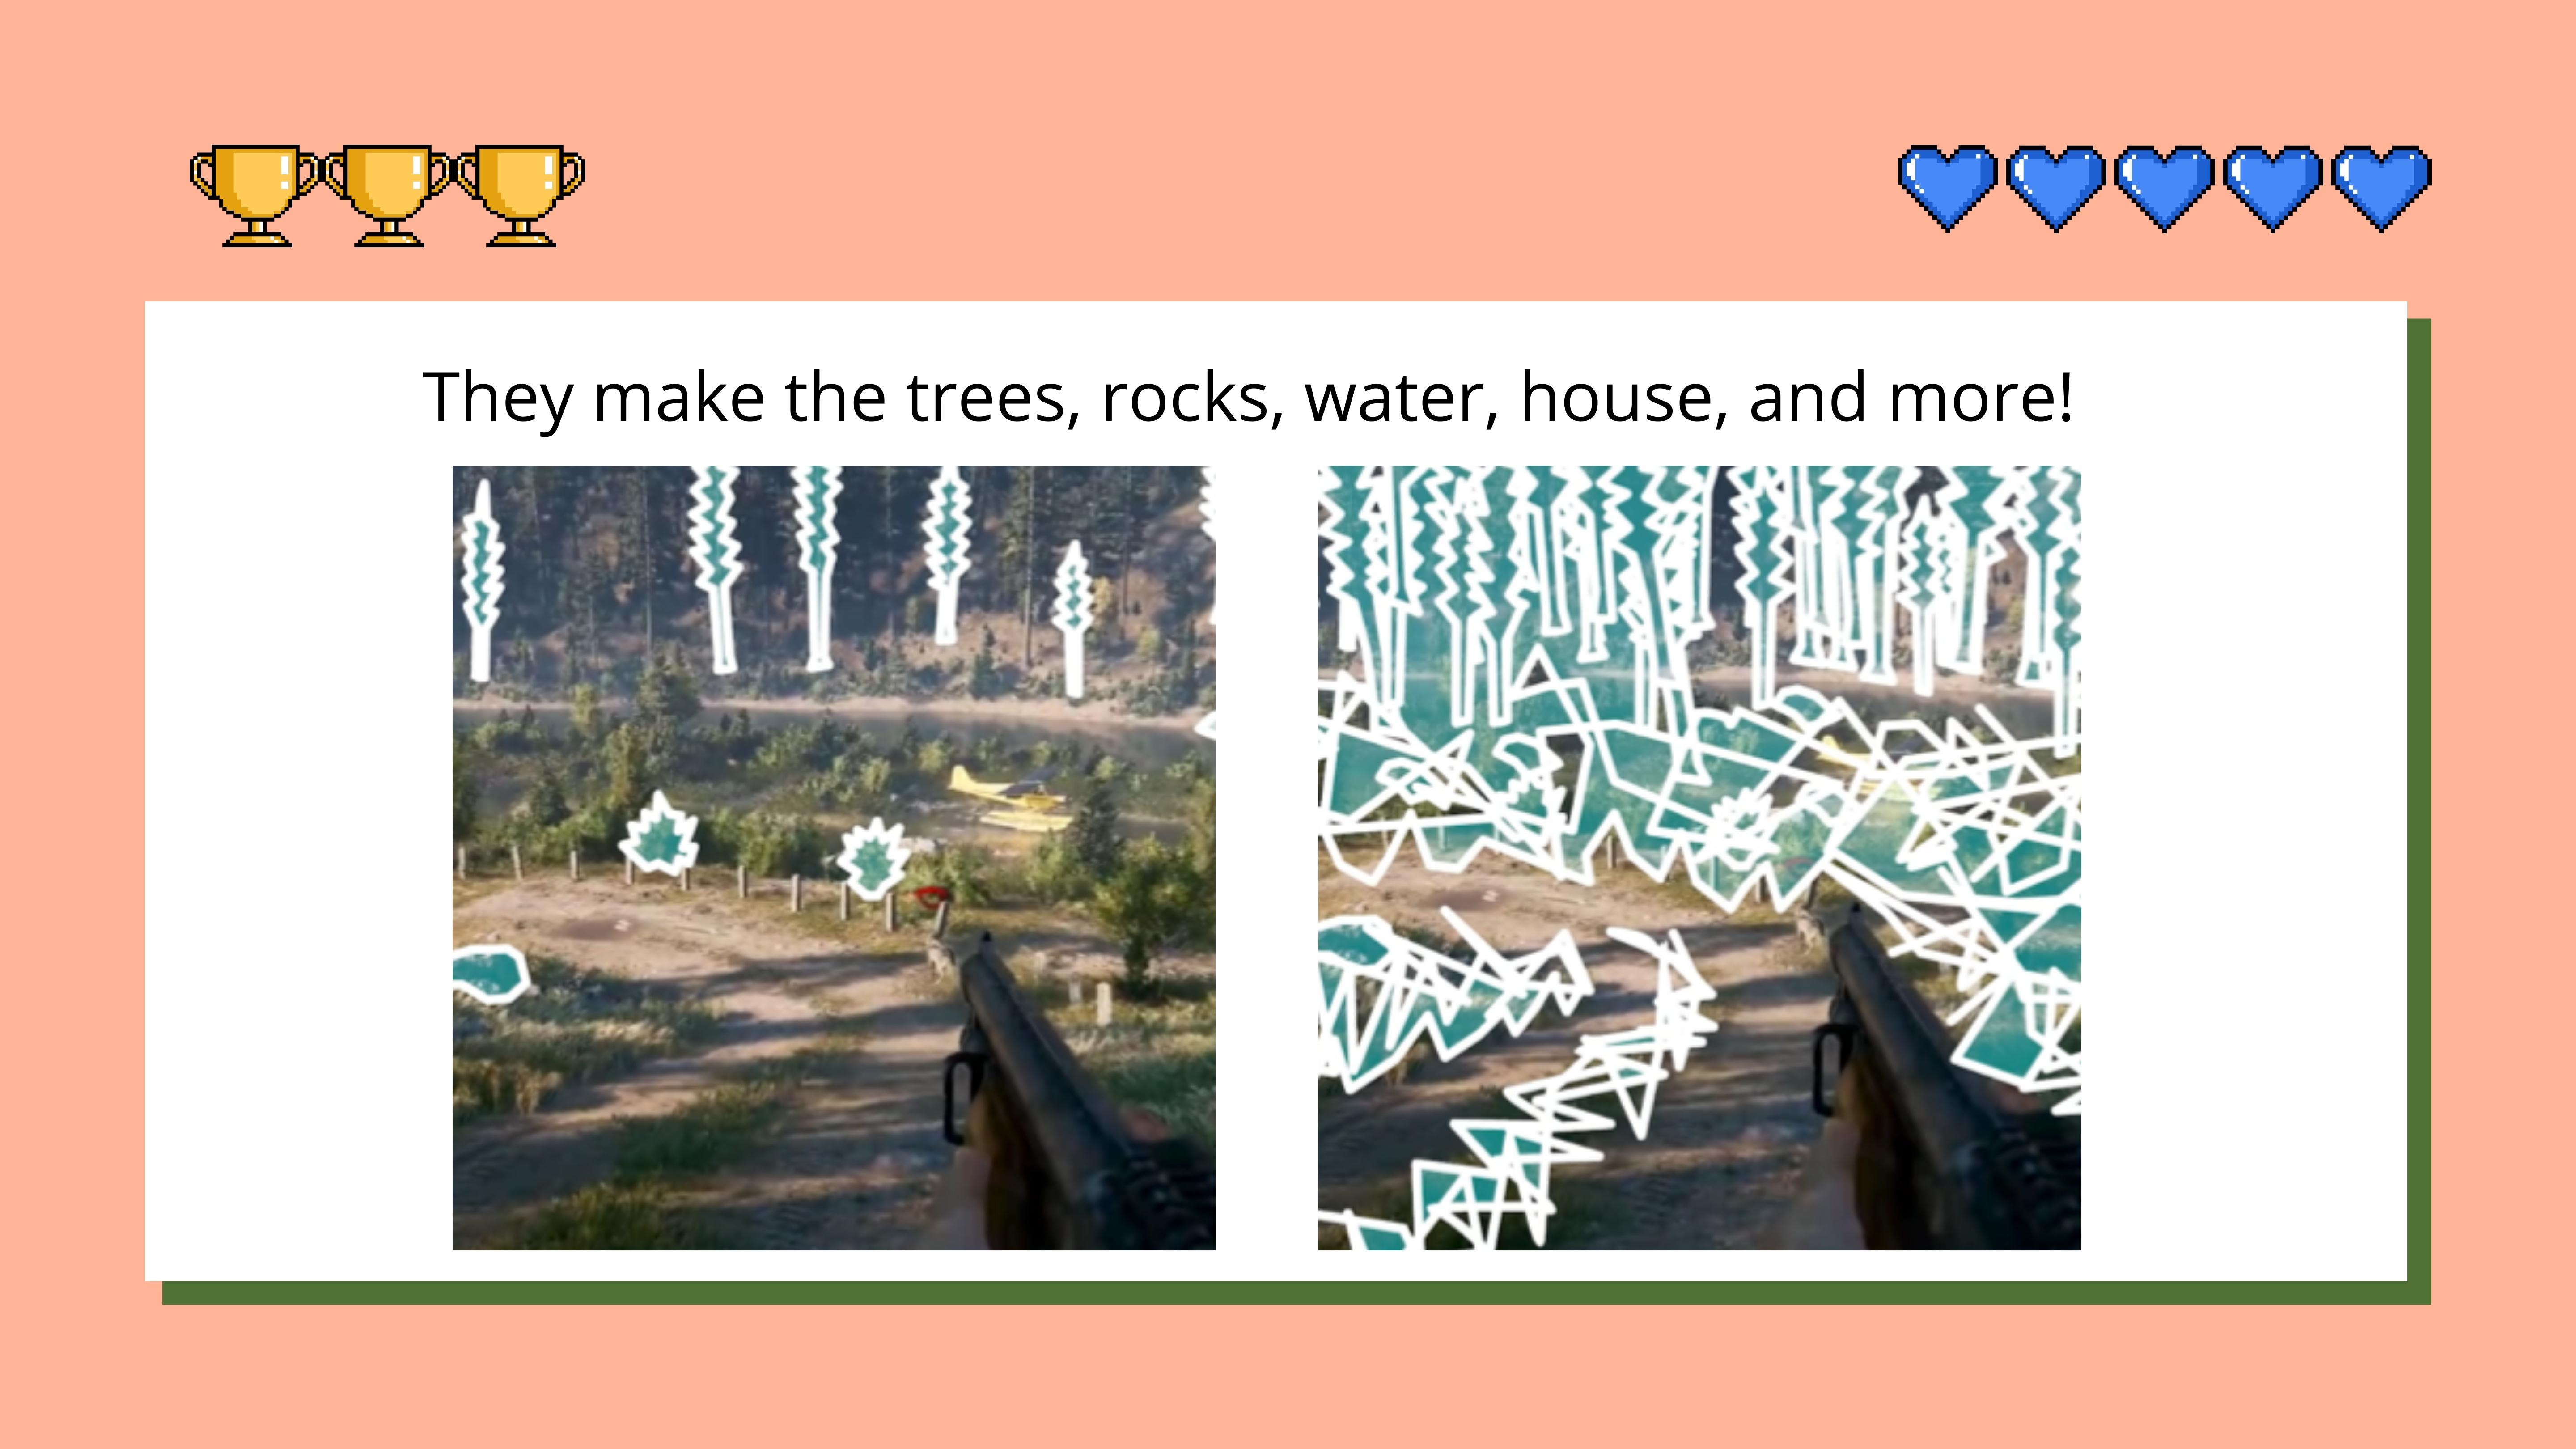 They make the trees, rocks, water, house, and more!